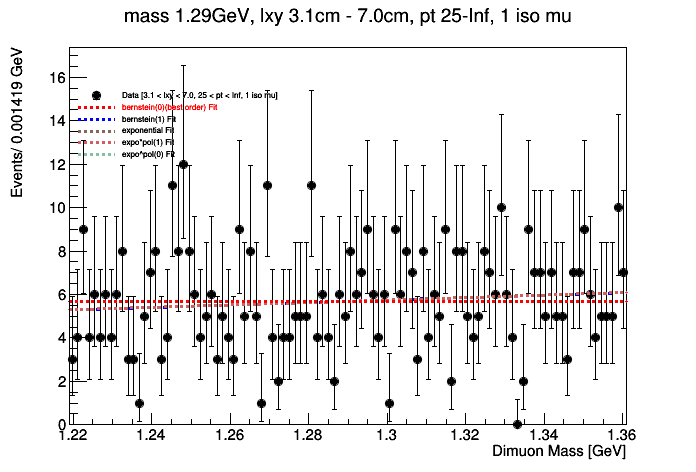 mass 1.29GeV, lxy 3.1cm - 7.0cm, pt 25-Inf, 1 iso mu
Events/ 0.001419 GeV
16
14
12
10
8
6
4
2
0
Data [3.1 < lxy < 7.0, 25 < pt < Inf, 1 iso mu]
bernstein(0)(best order) Fit
bernstein(1) Fit
exponential Fit
expo*pol(1) Fit
expo*pol(0) Fit
1.22 1.24 1.26 1.28 1.3 1.32 1.34 1.36
Dimuon Mass [GeV]